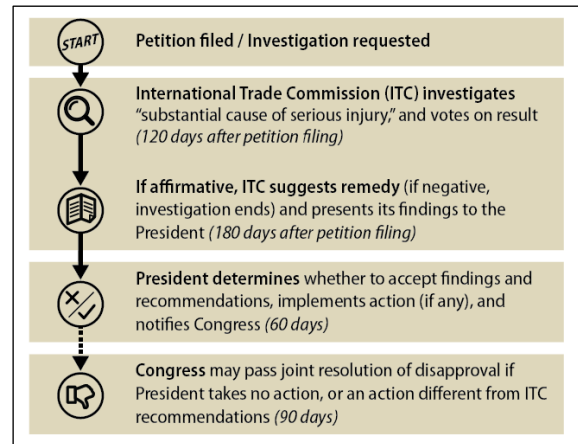 START
Petition filed / Investigation requested
International Trade Commission (ITC) investigates
“substantial cause of serious injury,” and votes on result
(120 days after petition filing)
If affirmative, ITC suggests remedy (if negative,
investigation ends) and presents its findings to the
President (180 days after petition filing)
President determines whether to accept findings and
recommendations, implements action (if any), and
notifies Congress (60 days)
Congress may pass joint resolution of disapproval if
President takes no action, or an action different from ITC
recommendations (90 days)